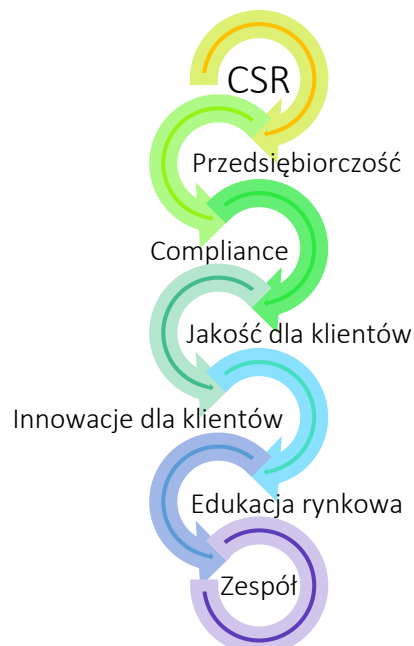 CSR
Przedsiębiorczość
Compliance
Jakość dla klientów
Innowacje dla klientów
Edukacja rynkowa
Zespół